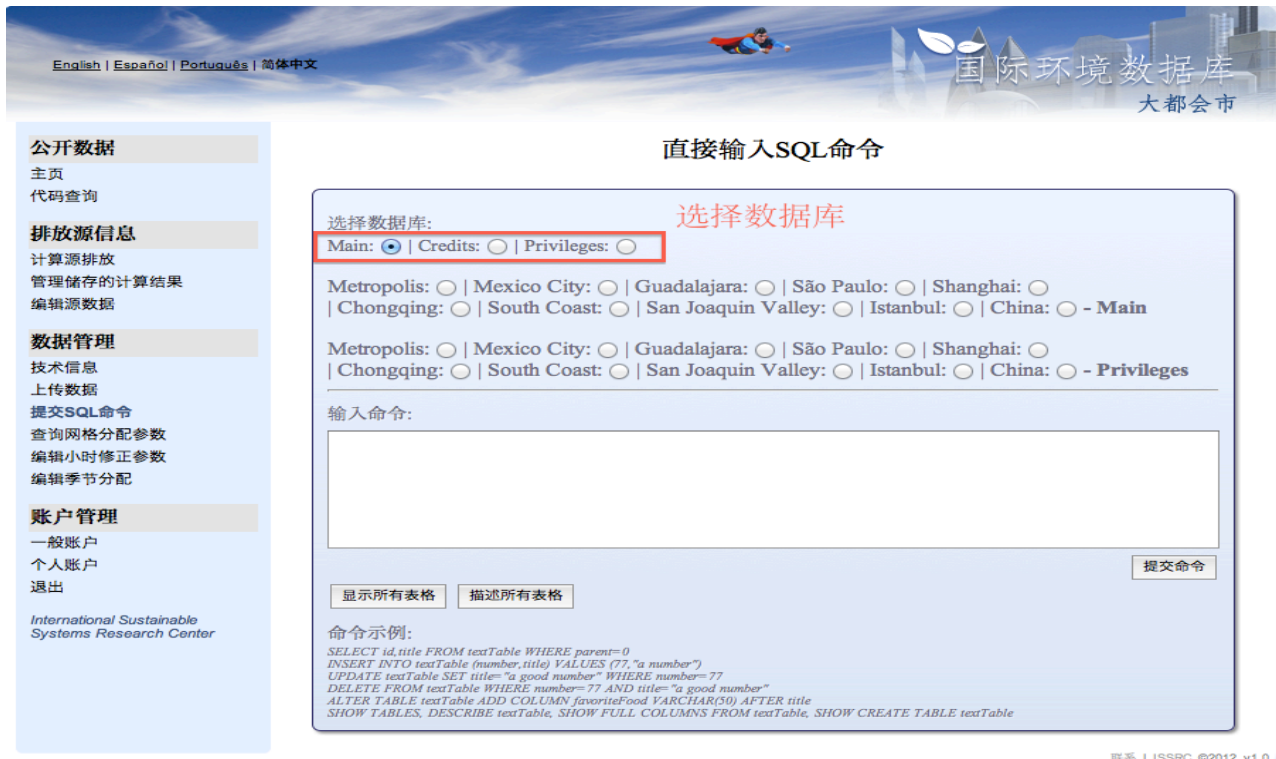 English | Español | Português | 简体中文
国际环境数据库
大都会市
公开数据
主页
代码查询
排放源信息
计算源排放
管理储存的计算结果
编辑源数据
数据管理
技术信息
上传数据
提交SQL命令
查询网格分配参数
编辑小时修正参数
编辑季节分配
账户管理
一般账户
个人账户
退出
International Sustainable
Systems Research Center
直接输入SQL命令
选择数据库:
选择数据库
Main: | Credits: | Privileges:
Metropolis: | Mexico City: | Guadalajara: | São Paulo: | Shanghai:
| Chongqing: | South Coast: | San Joaquin Valley: | Istanbul: | China: - Main
Metropolis: | Mexico City: | Guadalajara: | São Paulo: | Shanghai:
| Chongqing: | South Coast: | San Joaquin Valley: | Istanbul: | China: - Privileges
输入命令:
提交命令
显示所有表格
描述所有表格
命令示例:
SELECT id,title FROM textTable WHERE parent=0
INSERT INTO textTable (number,title) VALUES (77,"a number")
UPDATE textTable SET title="a good number" WHERE number=77
DELETE FROM textTable WHERE number=77 AND title="a good number"
ALTER TABLE textTable ADD COLUMN favoriteFood VARCHAR(50) AFTER title
SHOW TABLES, DESCRIBE textTable, SHOW FULL COLUMNS FROM textTable, SHOW CREATE TABLE textTable
联系 | ISSRC ©2012 v1.0